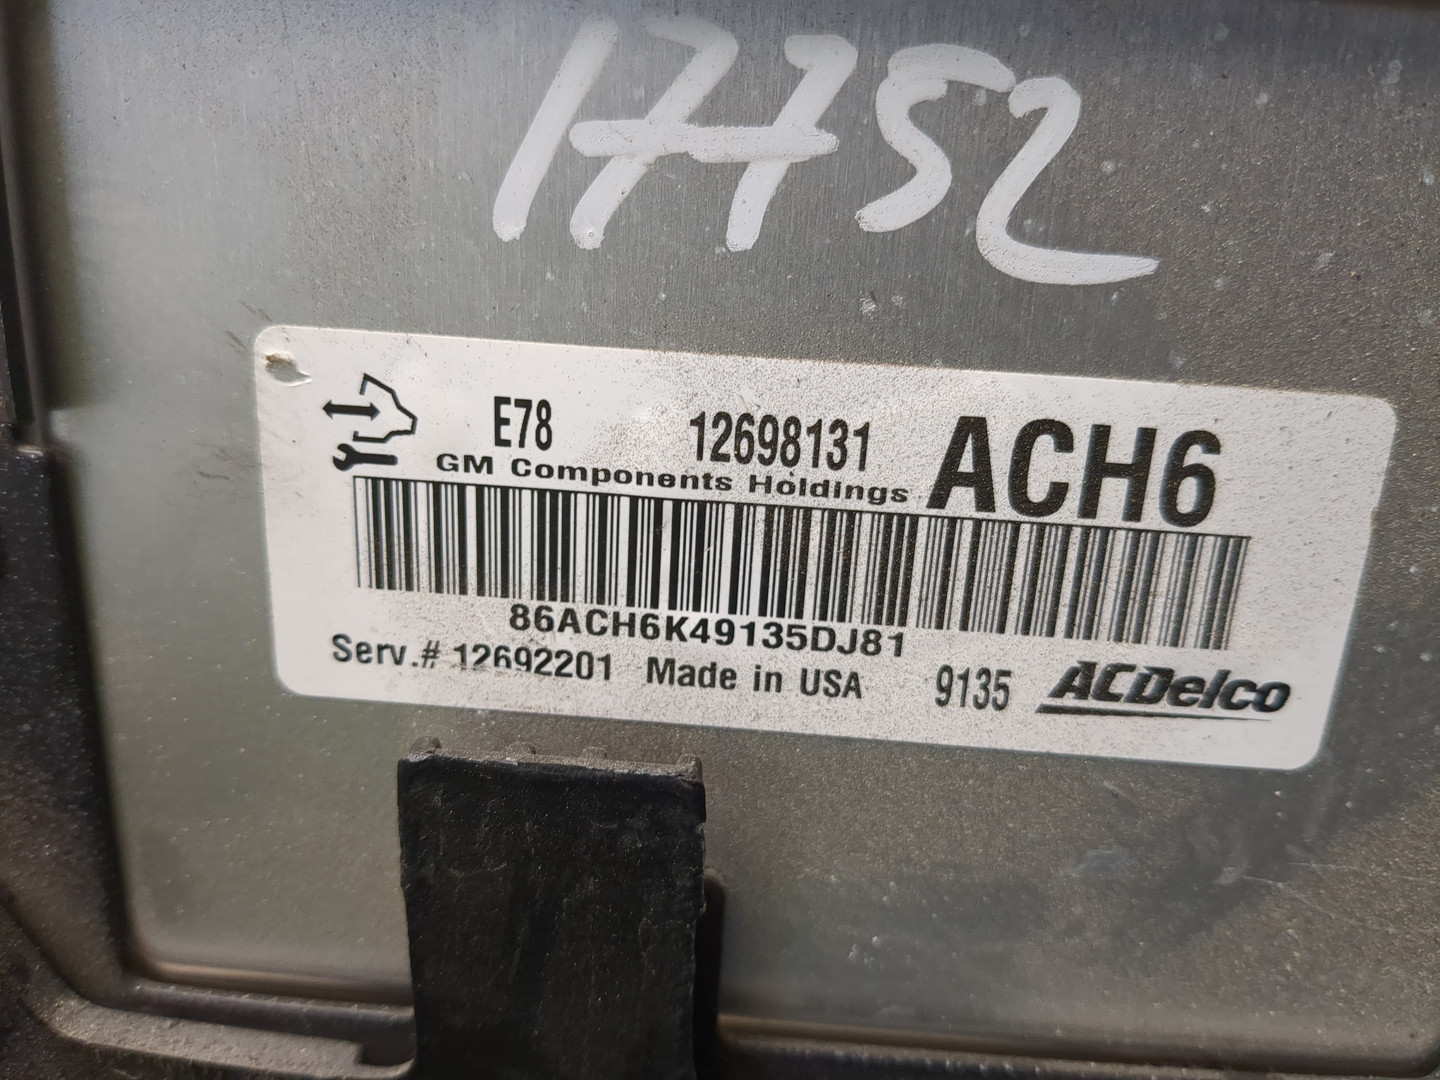 17752
E78 12698131 ACH6
GM Components Holdings
86ACH6K49135DJ81
Serv.# 12692201 Made in USA 9135 ACDelco